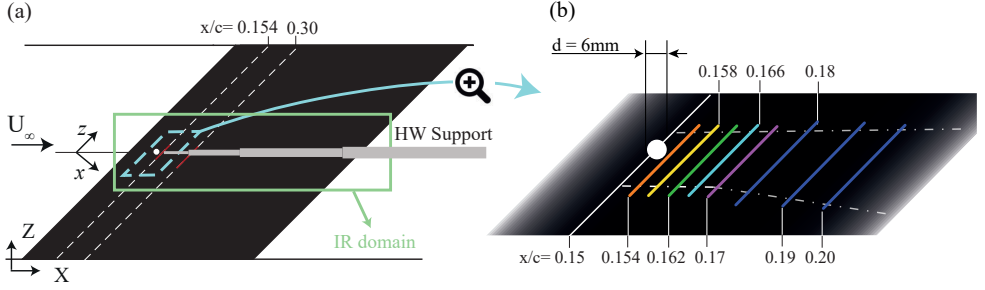 (a)
x/c= 0.154 0.30
U∞
z
x
HW Support
IR domain
Z
X
(b)
d = 6mm
0.158 0.166 0.18
x/c= 0.15 0.154 0.162 0.17 0.19 0.20